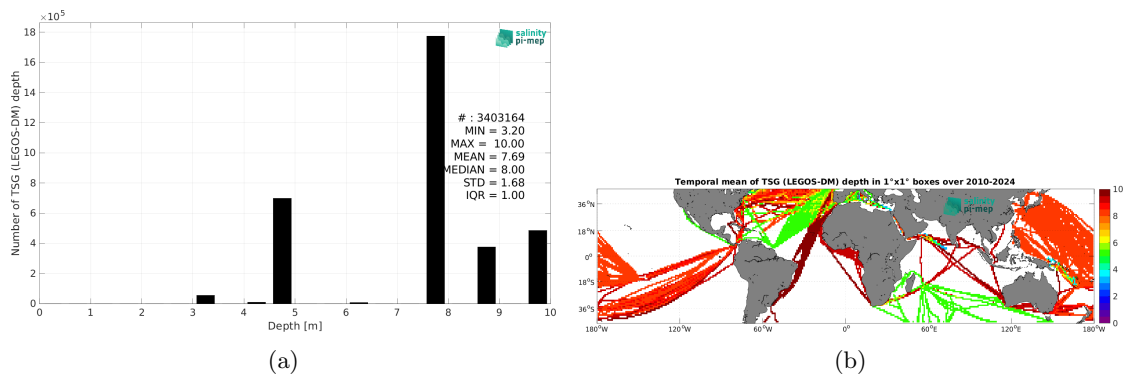 ×10⁵
18
16
14
12
10
8
6
4
2
0
Number of TSG (LEGOS-DM) depth
salinity
pi-mep
# : 3403164
MIN = 3.20
MAX = 10.00
MEAN = 7.69
MEDIAN = 8.00
STD = 1.68
IQR = 1.00
0 1 2 3 4 5 6 7 8 9 10
Depth [m]
(a)
Temporal mean of TSG (LEGOS-DM) depth in 1°x1° boxes over 2010-2024
salinity
pi-mep
36°N
18°N
0°
18°S
36°S
180°W 120°W 60°W 0° 60°E 120°E 180°W
10
8
6
4
2
0
(b)